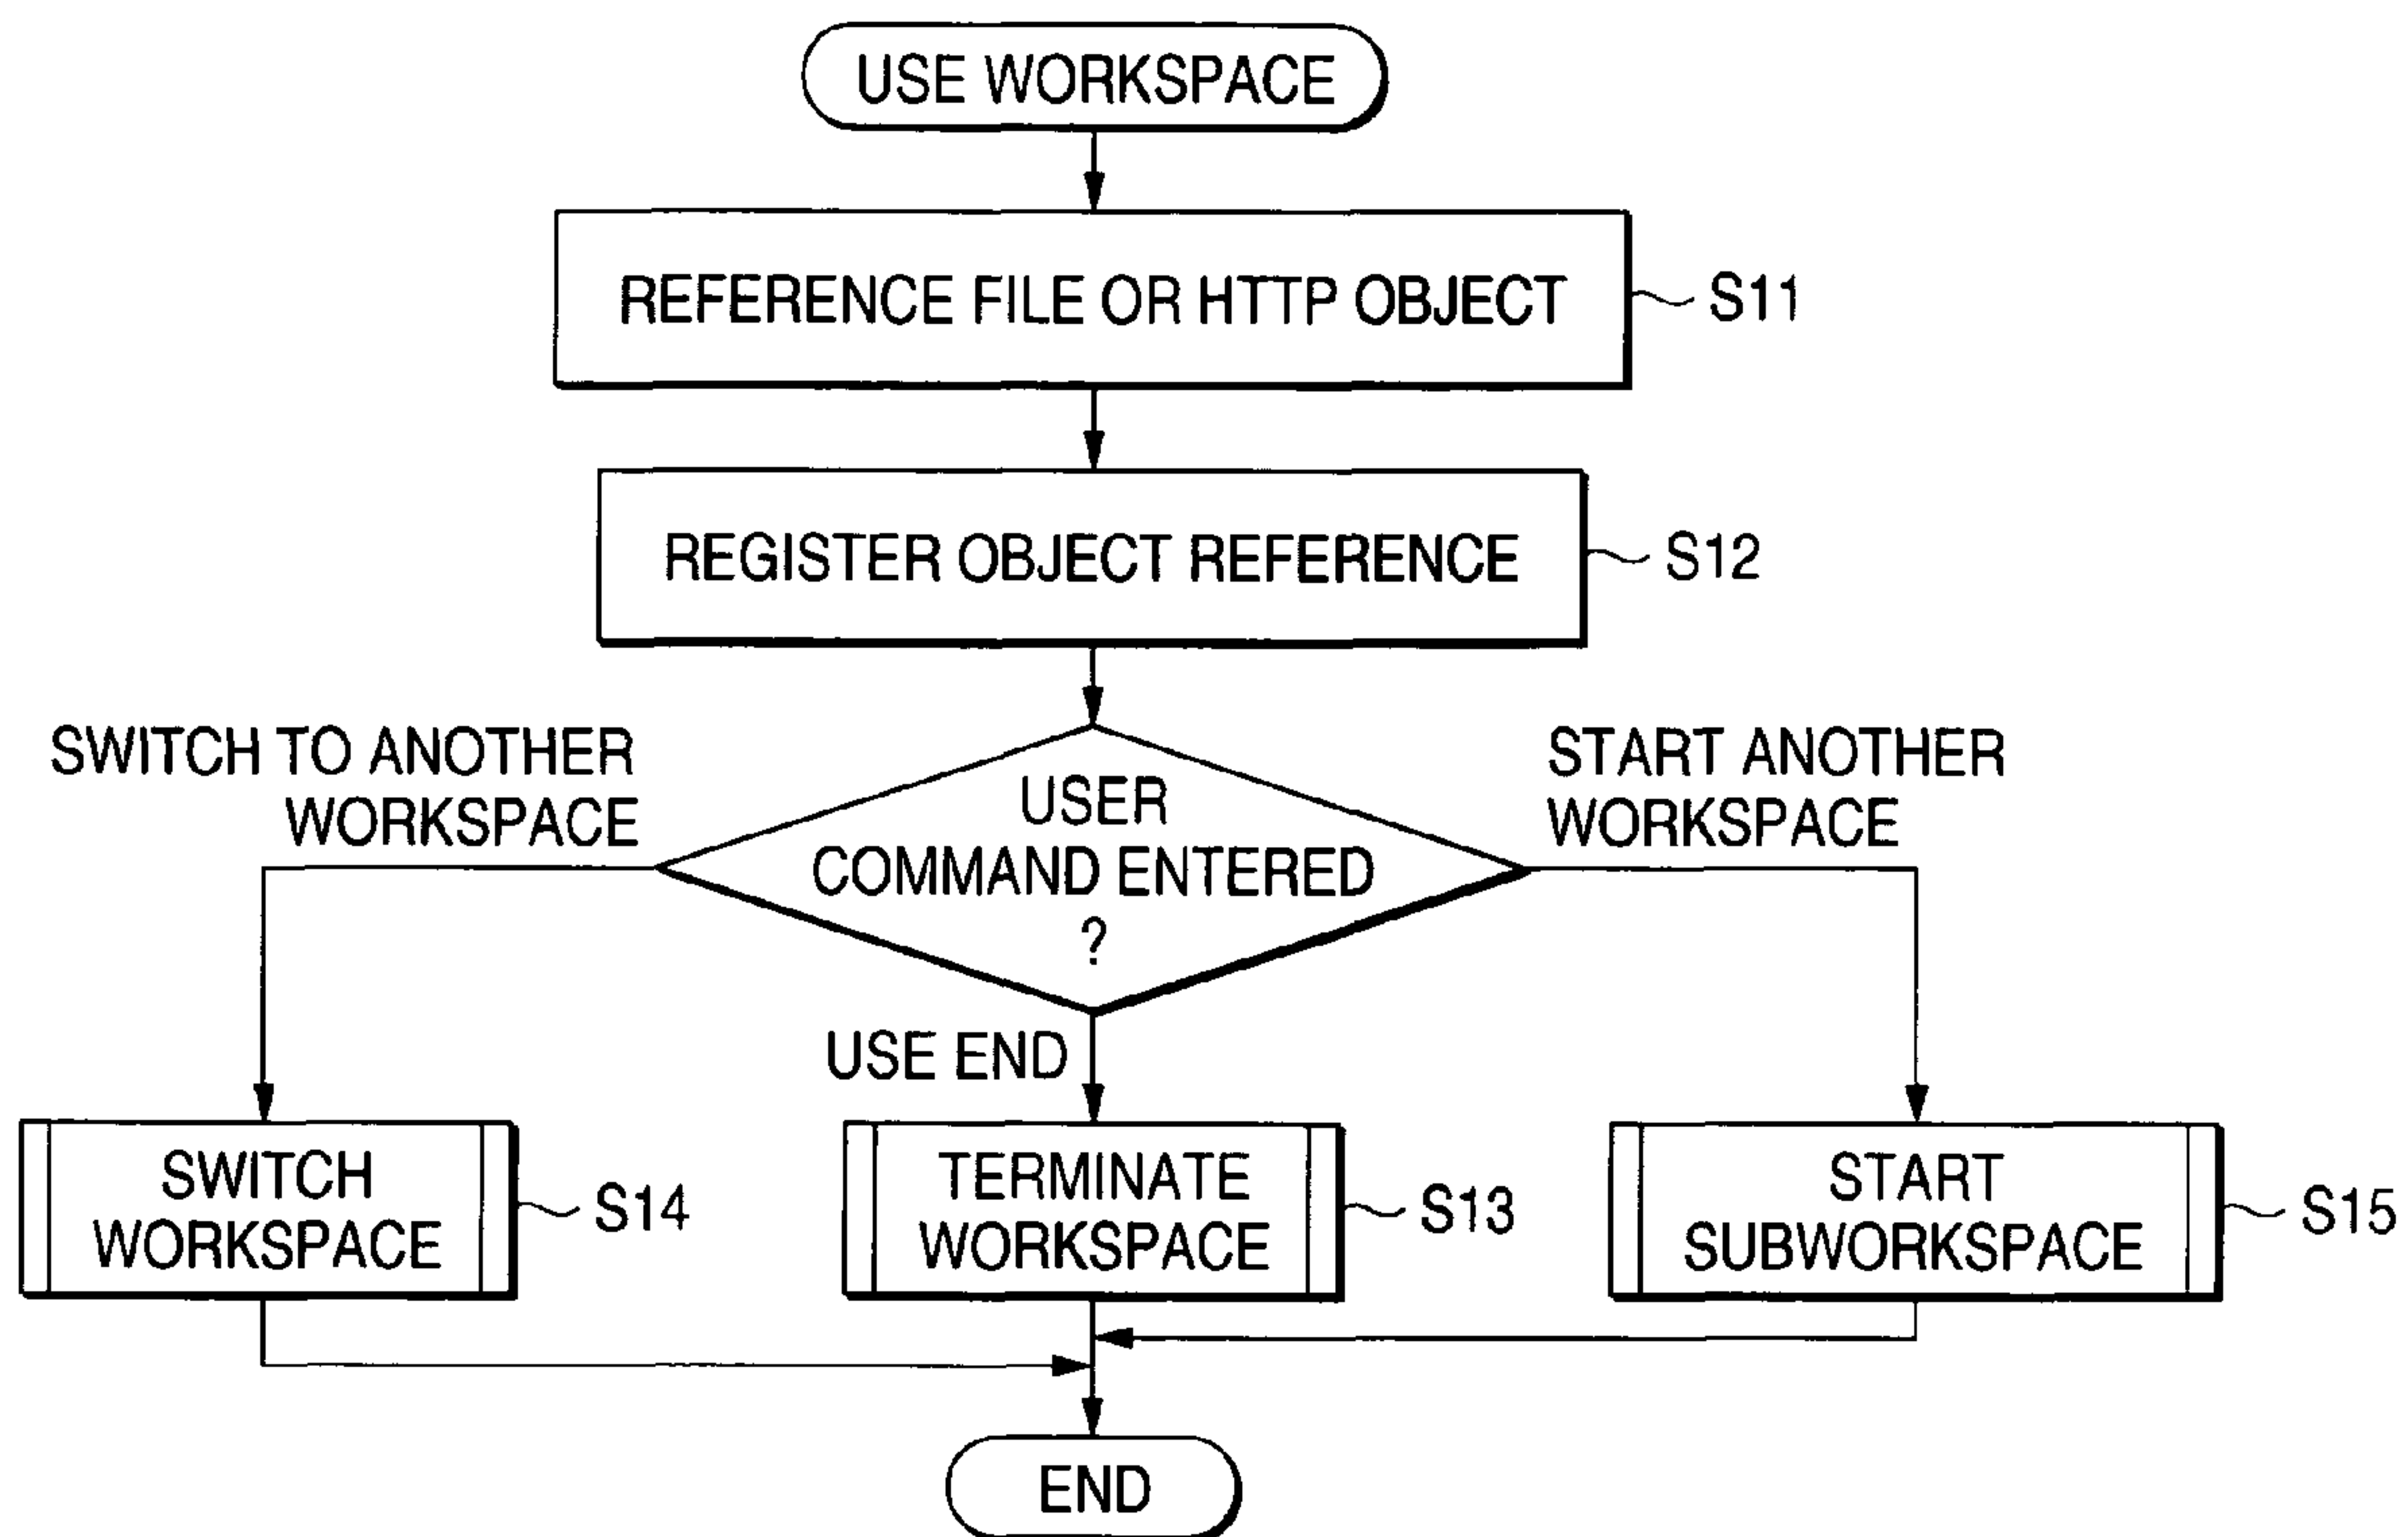 USE WORKSPACE
REFERENCE FILE OR HTTP OBJECT
S11
REGISTER OBJECT REFERENCE
S12
SWITCH TO ANOTHER
WORKSPACE
USER
COMMAND ENTERED
?
START ANOTHER
WORKSPACE
USE END
SWITCH
WORKSPACE
S14
TERMINATE
WORKSPACE
S13
START
SUBWORKSPACE
S15
END